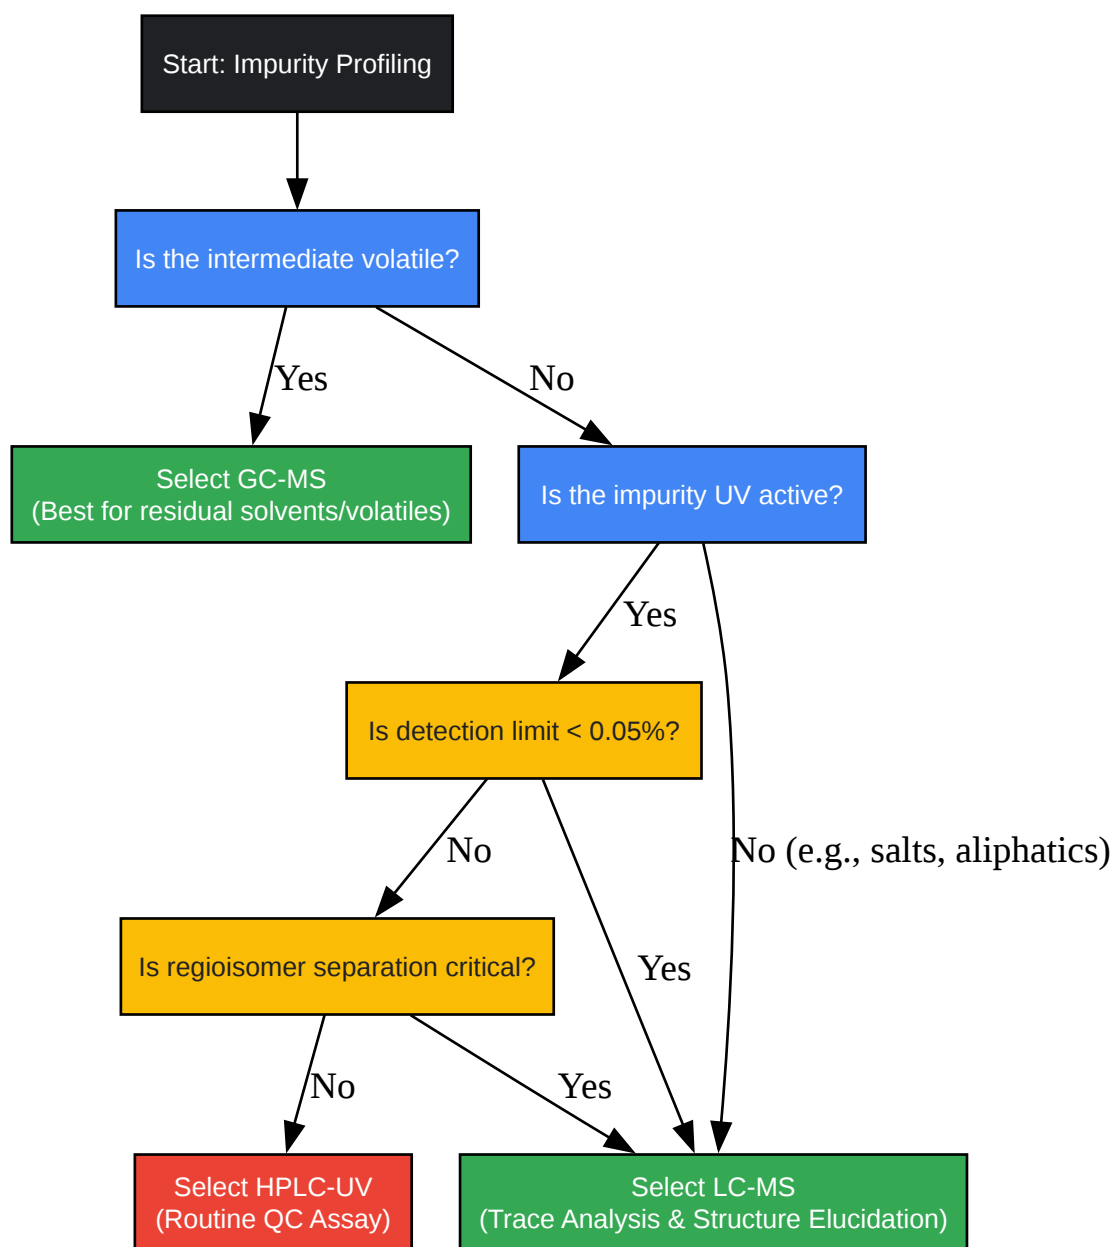 Start: Impurity Profiling
Is the intermediate volatile?
Yes
No
Select GC-MS
(Best for residual solvents/volatiles)
Is the impurity UV active?
Yes
Is detection limit < 0.05%?
No
No (e.g., salts, aliphatics)
Is regioisomer separation critical?
Yes
No
Yes
Select HPLC-UV
(Routine QC Assay)
Select LC-MS
(Trace Analysis & Structure Elucidation)